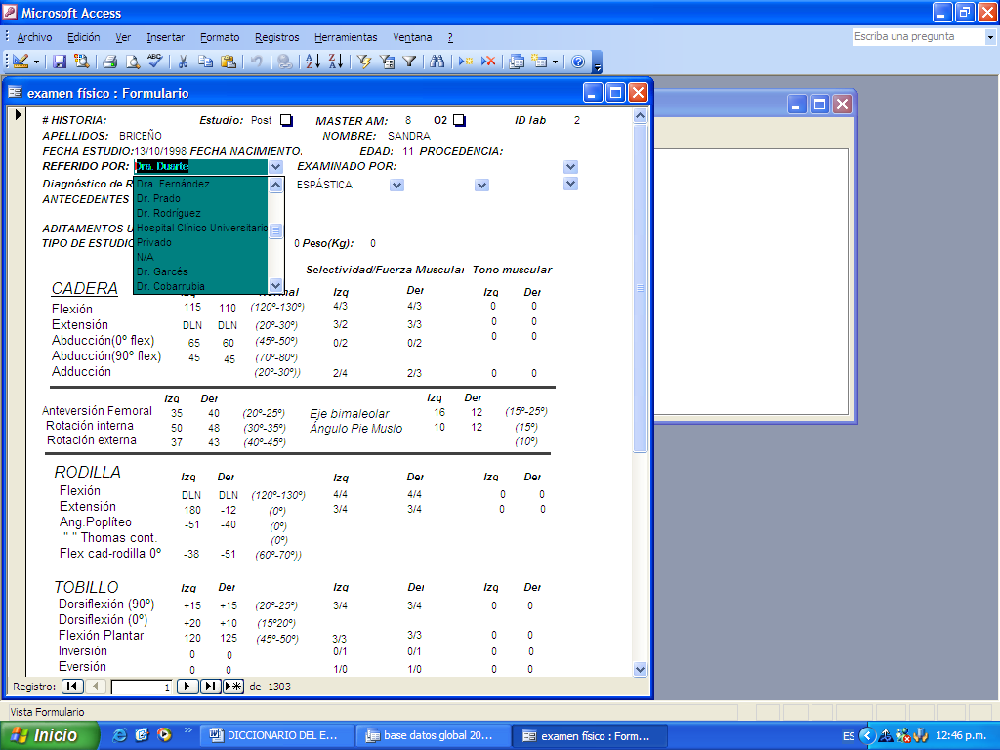 Microsoft Access
Archivo Edición Ver Insertar Formato Registros Herramientas Ventana ? Escriba una pregunta
examen físico : Formulario
# HISTORIA: Estudio: Post MASTER AM: 8 O2 ID lab 2
APELLIDOS: BRICEÑO NOMBRE: SANDRA
FECHA ESTUDIO: 13/10/1998 FECHA NACIMIENTO. EDAD: 11 PROCEDENCIA:
REFERIDO POR: Dra. Duarte EXAMINADO POR:
Diagnóstico de R Dra. Fernández ESPÁSTICA
ANTECEDENTES Dr. Prado
Dr. Rodríguez
ADITAMENTOS U Hospital Clínico Universitario
TIPO DE ESTUDIO Privado 0 Peso(Kg): 0
N/A
Dr. Garcés Selectividad/Fuerza Muscular Tono muscular
Dr. Cobarrubia
CADERA Izq Der Izq Der
Flexión 115 110 (120º-130º) 4/3 4/3 0 0
Extensión DLN DLN (20º-30º) 3/2 3/3 0 0
Abducción(0º flex) 65 60 (45º-50º) 0/2 0/2 0 0
Abducción(90º flex) 45 45 (70º-80º)
Adducción (20º-30º)) 2/4 2/3 0 0
Izq Der Izq Der
Anteversión Femoral 35 40 (20º-25º) Eje bimaleolar 16 12 (15º-25º)
Rotación interna 50 48 (30º-35º) Ángulo Pie Muslo 10 12 (15º)
Rotación externa 37 43 (40º-45º) (10º)
RODILLA Izq Der Izq Der Izq Der
Flexión DLN DLN (120º-130º) 4/4 4/4 0 0
Extensión 180 -12 (0º) 3/4 3/4 0 0
Ang.Poplíteo -51 -40 (0º)
" " Thomas cont. (0º)
Flex cad-rodilla 0º -38 -51 (60º-70º))
TOBILLO Izq Der Izq Der Izq Der
Dorsiflexión (90º) +15 +15 (20º-25º) 3/4 3/4 0 0
Dorsiflexión (0º) +20 +10 (15º20º)
Flexión Plantar 120 125 (45º-50º) 3/3 3/3 0 0
Inversión 0 0 0/1 0/1 0 0
Eversión 0 0 1/0 1/0 0 0
Registro: 1 de 1303
Vista Formulario
Inicio DICCIONARIO DEL E... base datos global 20... examen físico : Form... ES 12:46 p.m.